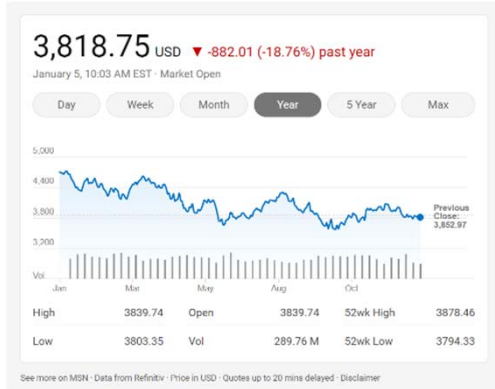 3,818.75 USD ▼ -882.01 (-18.76%) past year
January 5, 10:03 AM EST · Market Open
Day Week Month Year 5 Year Max
5,000
4,400
3,800
3,200
Previous
Close:
3,852.97
Vol
Jan Mar May Aug Oct
High 3839.74 Open 3839.74 52wk High 3878.46
Low 3803.35 Vol 289.76 M 52wk Low 3794.33
See more on MSN · Data from Refinitiv · Price in USD · Quotes up to 20 mins delayed · Disclaimer